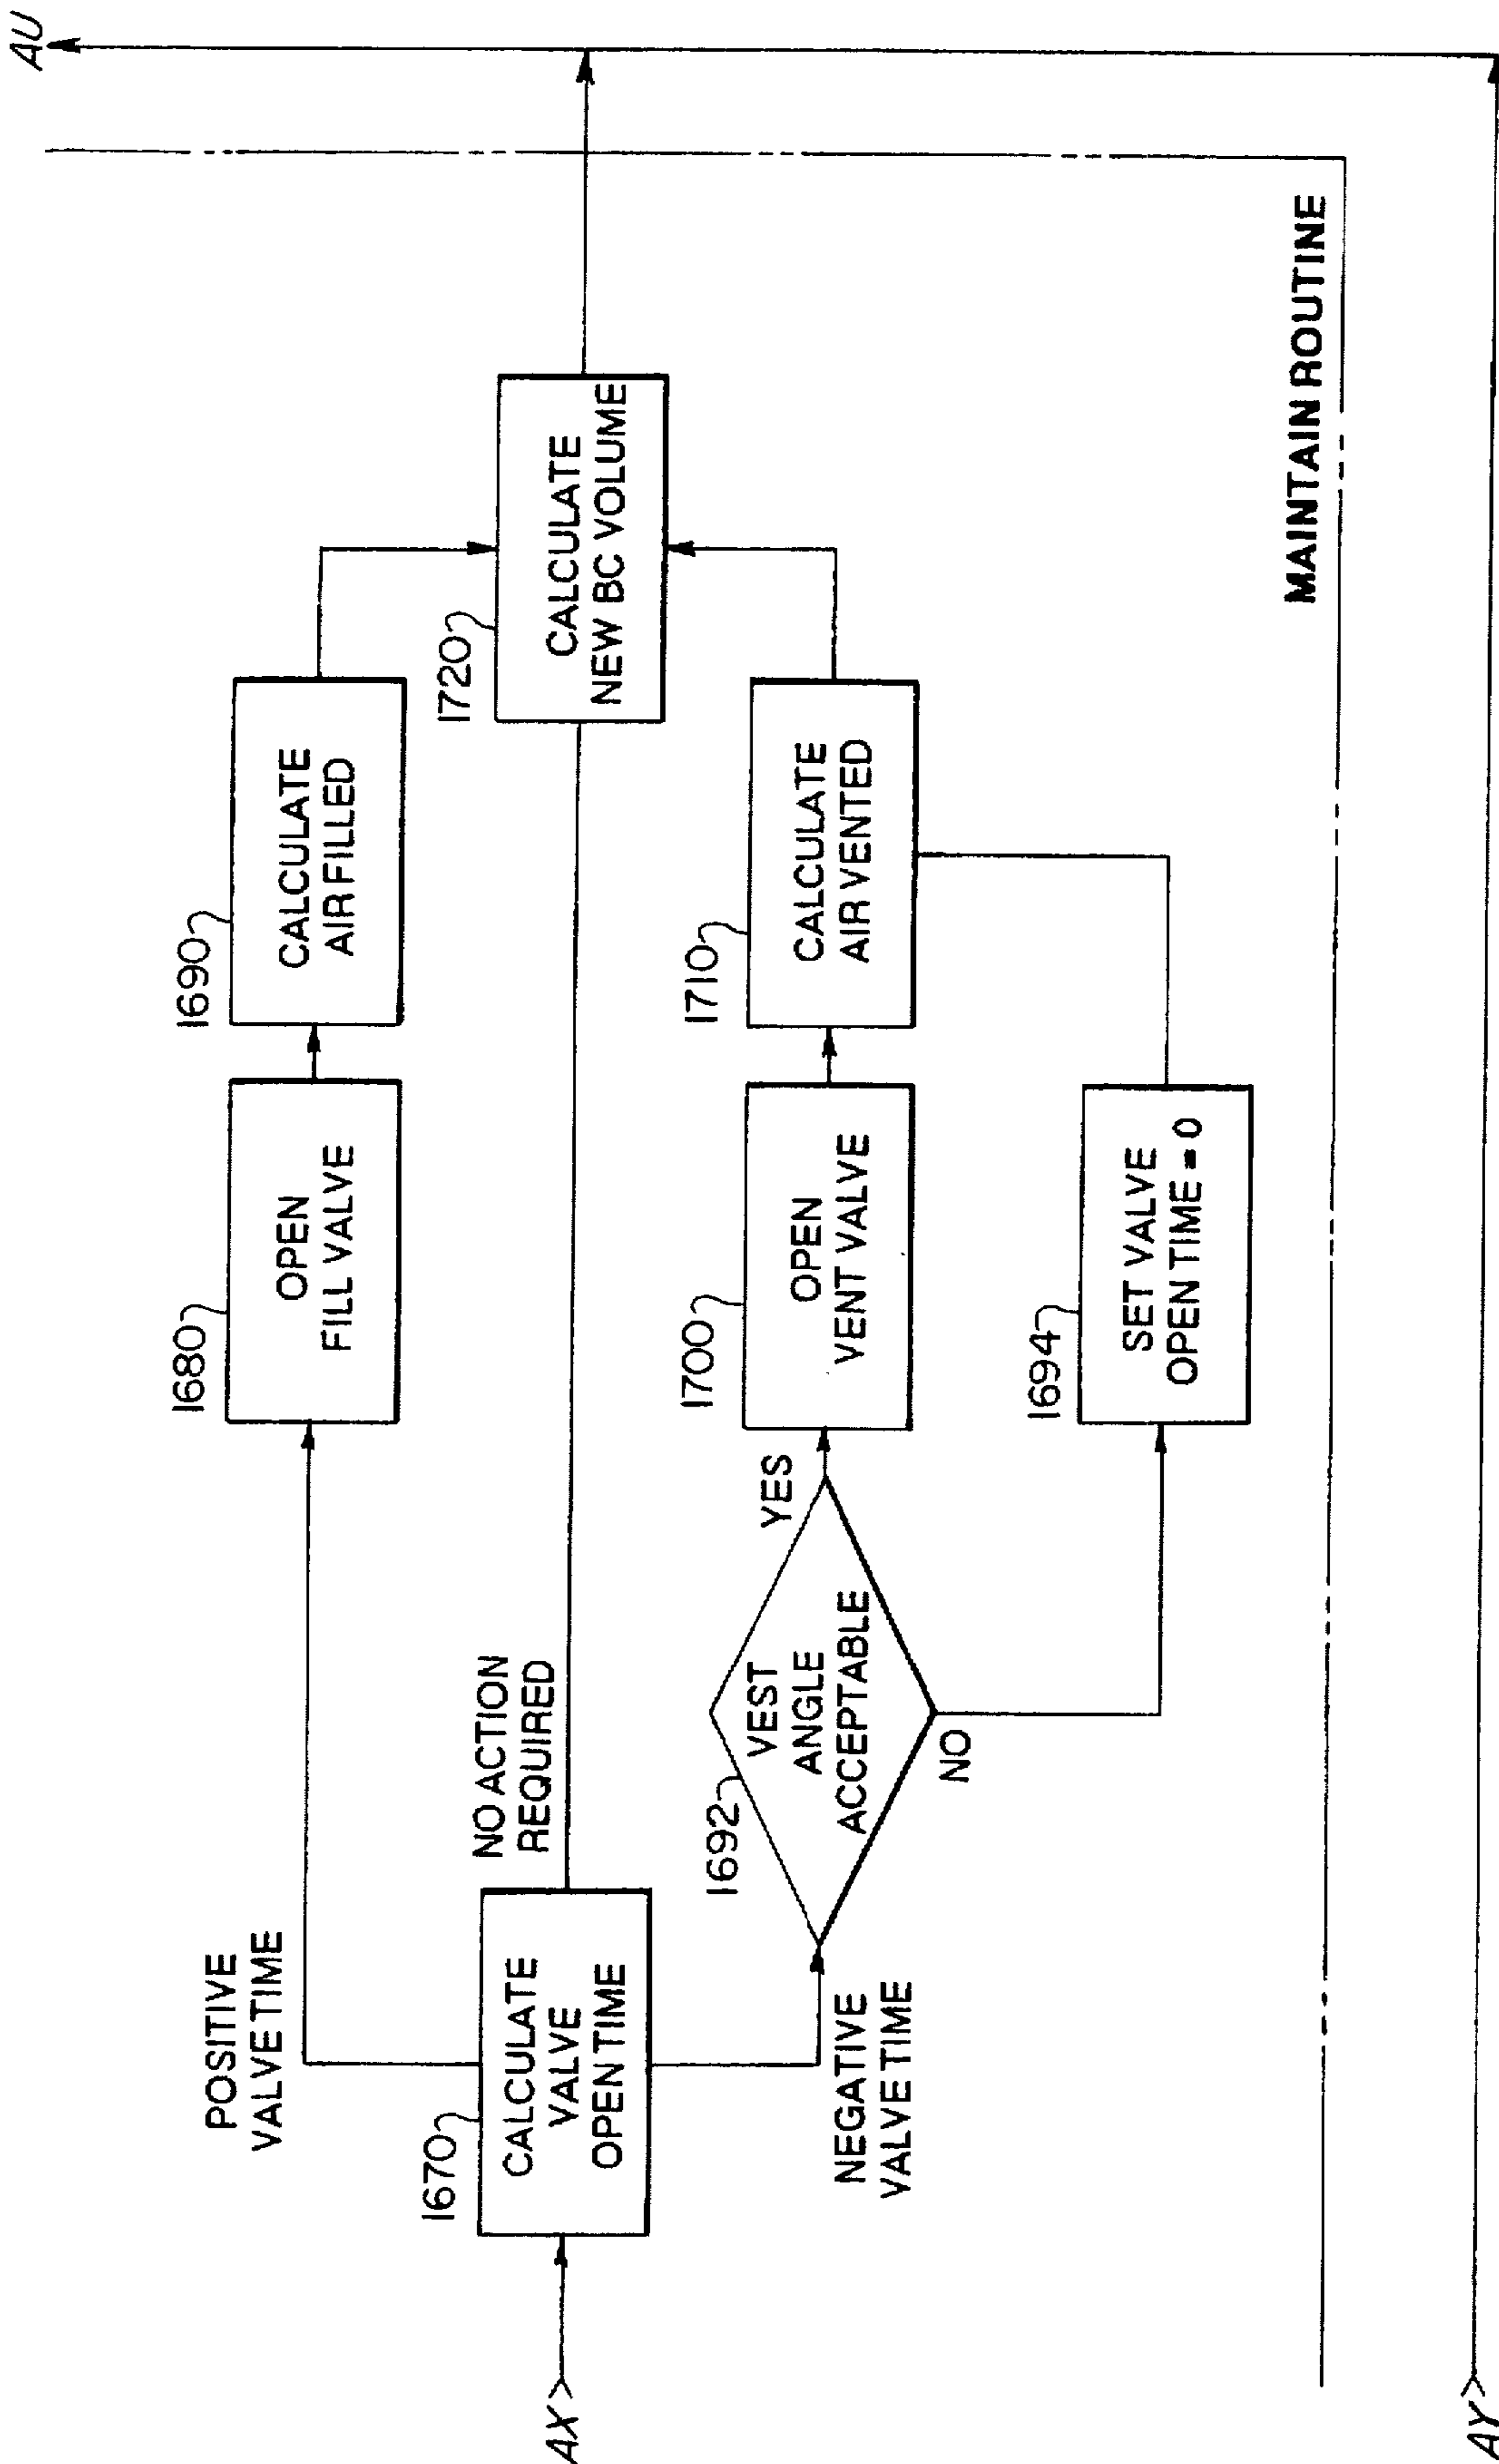 AU
POSITIVE
VALVE TIME
1680
OPEN
FILL VALVE
1690
CALCULATE
AIR FILLED
AX
1670
CALCULATE
VALVE
OPEN TIME
NO ACTION
REQUIRED
1720
CALCULATE
NEW BC VOLUME
NEGATIVE
VALVE TIME
1692
VEST
ANGLE
ACCEPTABLE
YES
NO
1700
OPEN
VENT VALVE
1710
CALCULATE
AIR VENTED
1694
SET VALVE
OPEN TIME = 0
MAINTAIN ROUTINE
AY